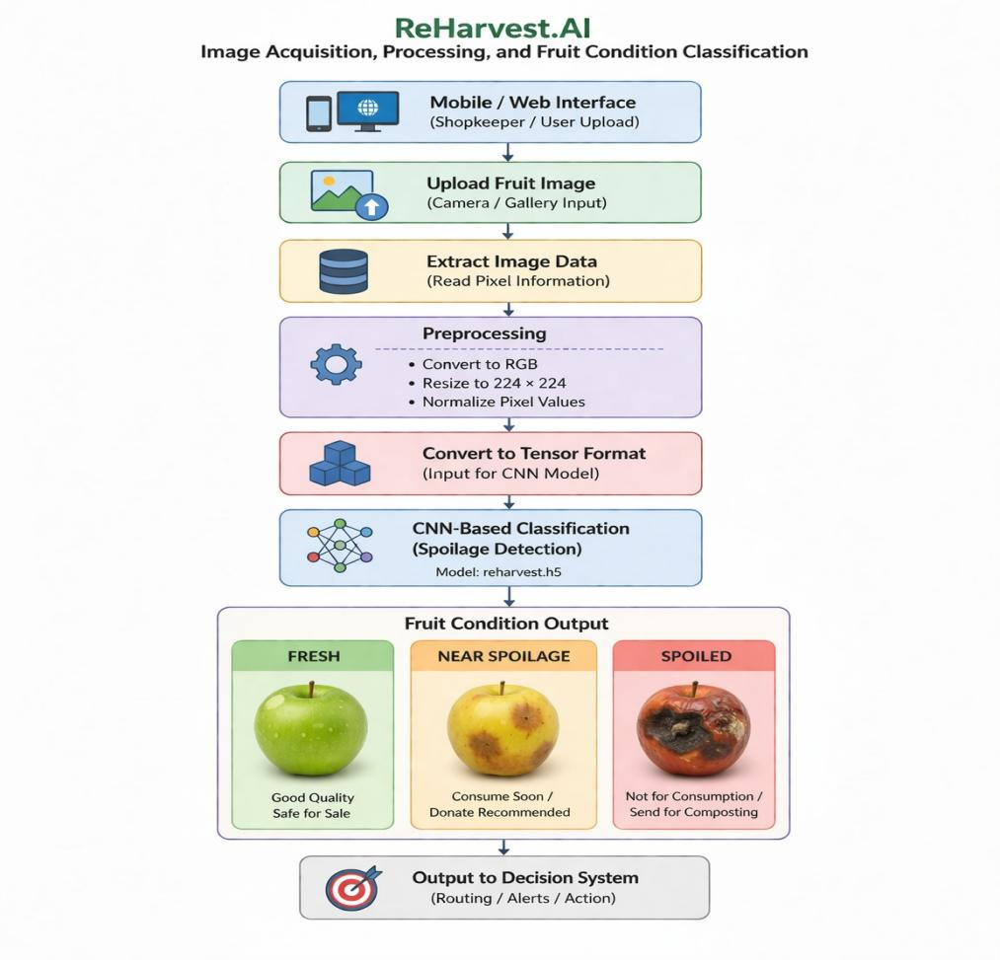 ReHarvest.AI
Image Acquisition, Processing, and Fruit Condition Classification
Mobile / Web Interface
(Shopkeeper / User Upload)
Upload Fruit Image
(Camera / Gallery Input)
Extract Image Data
(Read Pixel Information)
Preprocessing
• Convert to RGB
• Resize to 224 × 224
• Normalize Pixel Values
Convert to Tensor Format
(Input for CNN Model)
CNN-Based Classification
(Spoilage Detection)
Model: reharvest.h5
Fruit Condition Output
FRESH
Good Quality
Safe for Sale
NEAR SPOILAGE
Consume Soon /
Donate Recommended
SPOILED
Not for Consumption /
Send for Composting
Output to Decision System
(Routing / Alerts / Action)